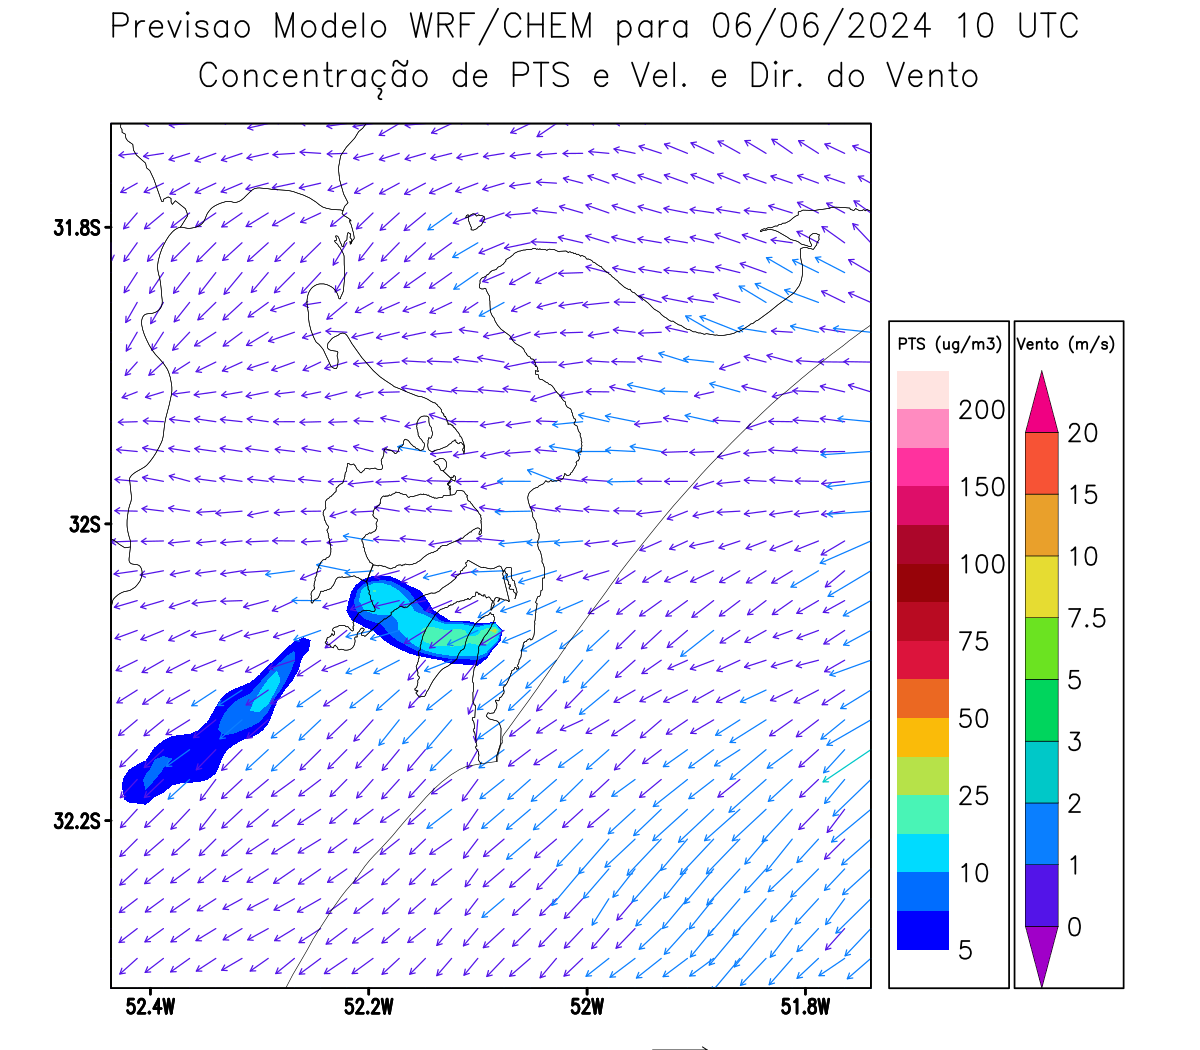 Previsao Modelo WRF/CHEM para 06/06/2024 10 UTC
Concentração de PTS e Vel. e Dir. do Vento
31.8S
32S
32.2S
52.4W 52.2W 52W 51.8W
PTS (ug/m3)
200
150
100
75
50
25
10
5
Vento (m/s)
20
15
10
7.5
5
3
2
1
0